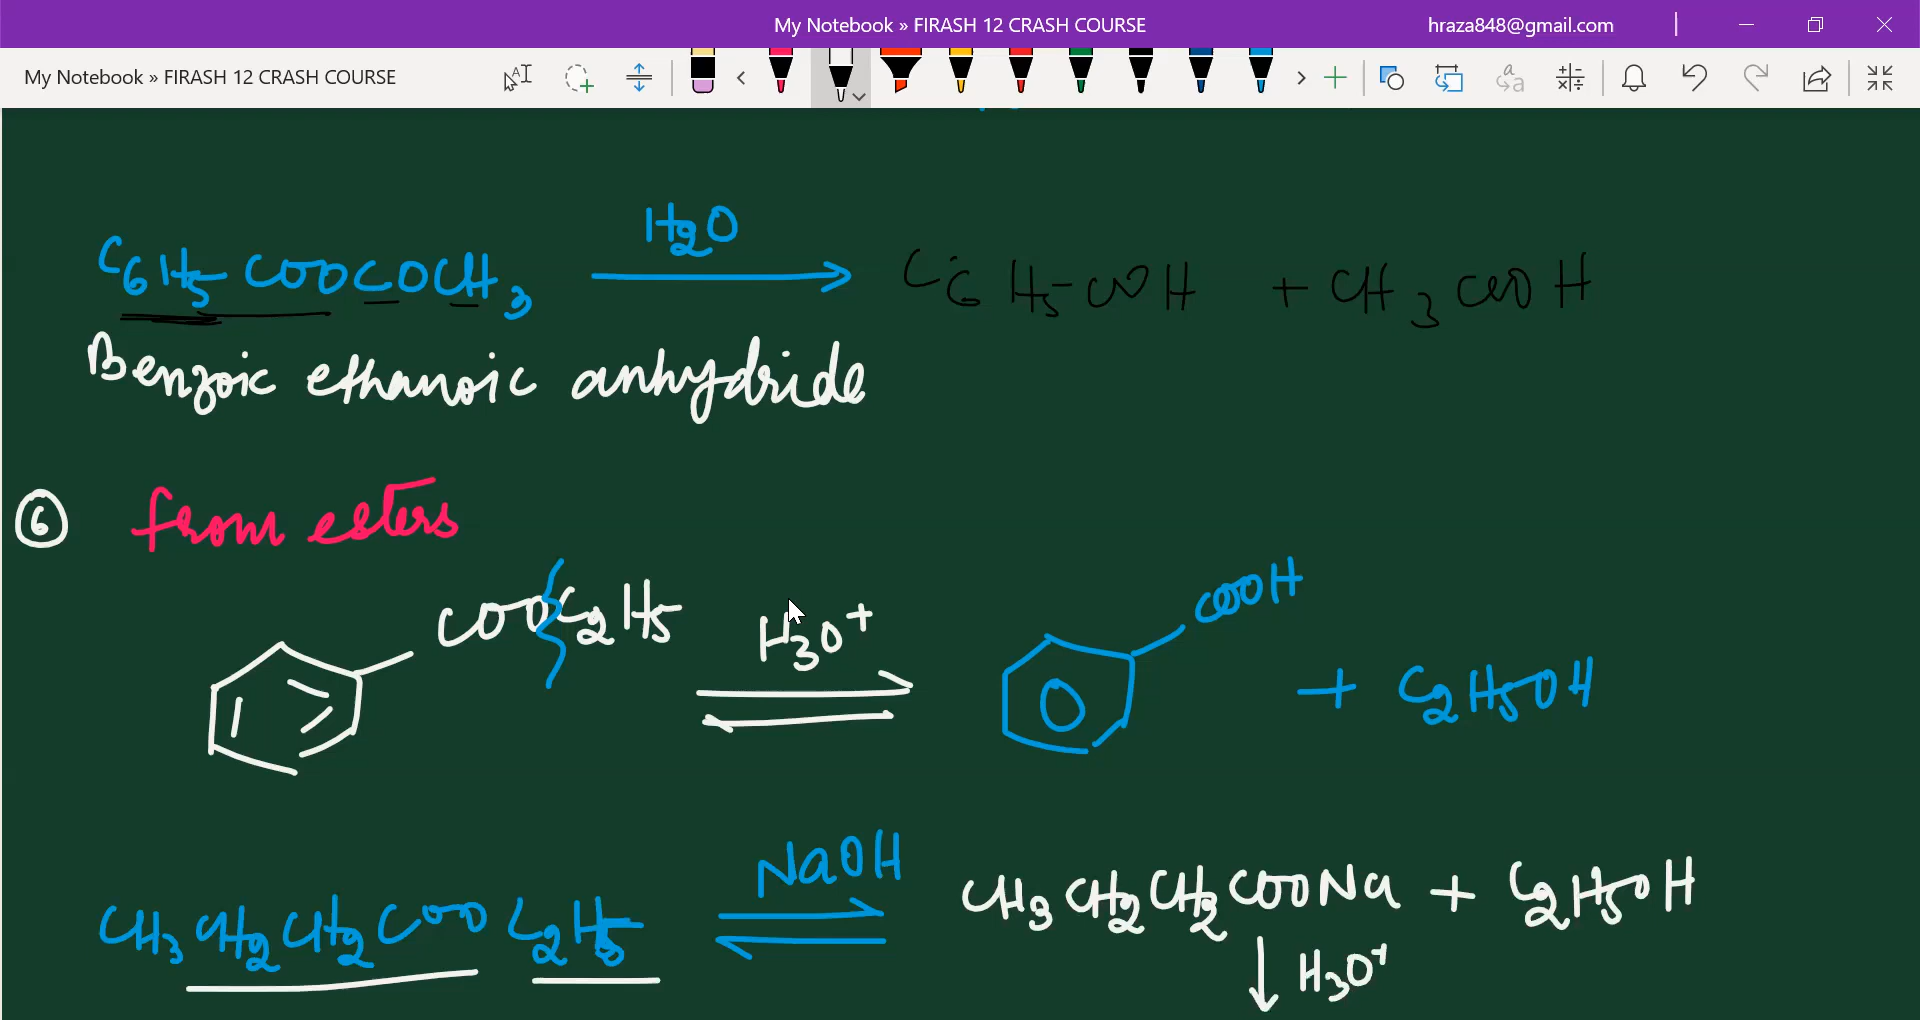 My Notebook » FIRASH 12 CRASH COURSE
hraza848@gmail.com
My Notebook » FIRASH 12 CRASH COURSE
H2O
C6H5-COOCOCH3 → C6H5-COOH + CH3COOH
Benzoic ethanoic anhydride
⑥ from esters
COOC2H5 H3O+ COOH
+ C2H5OH
NaOH
CH3CH2CH2COOC2H5 ⇌ CH3CH2CH2COONa + C2H5OH
↓ H3O+